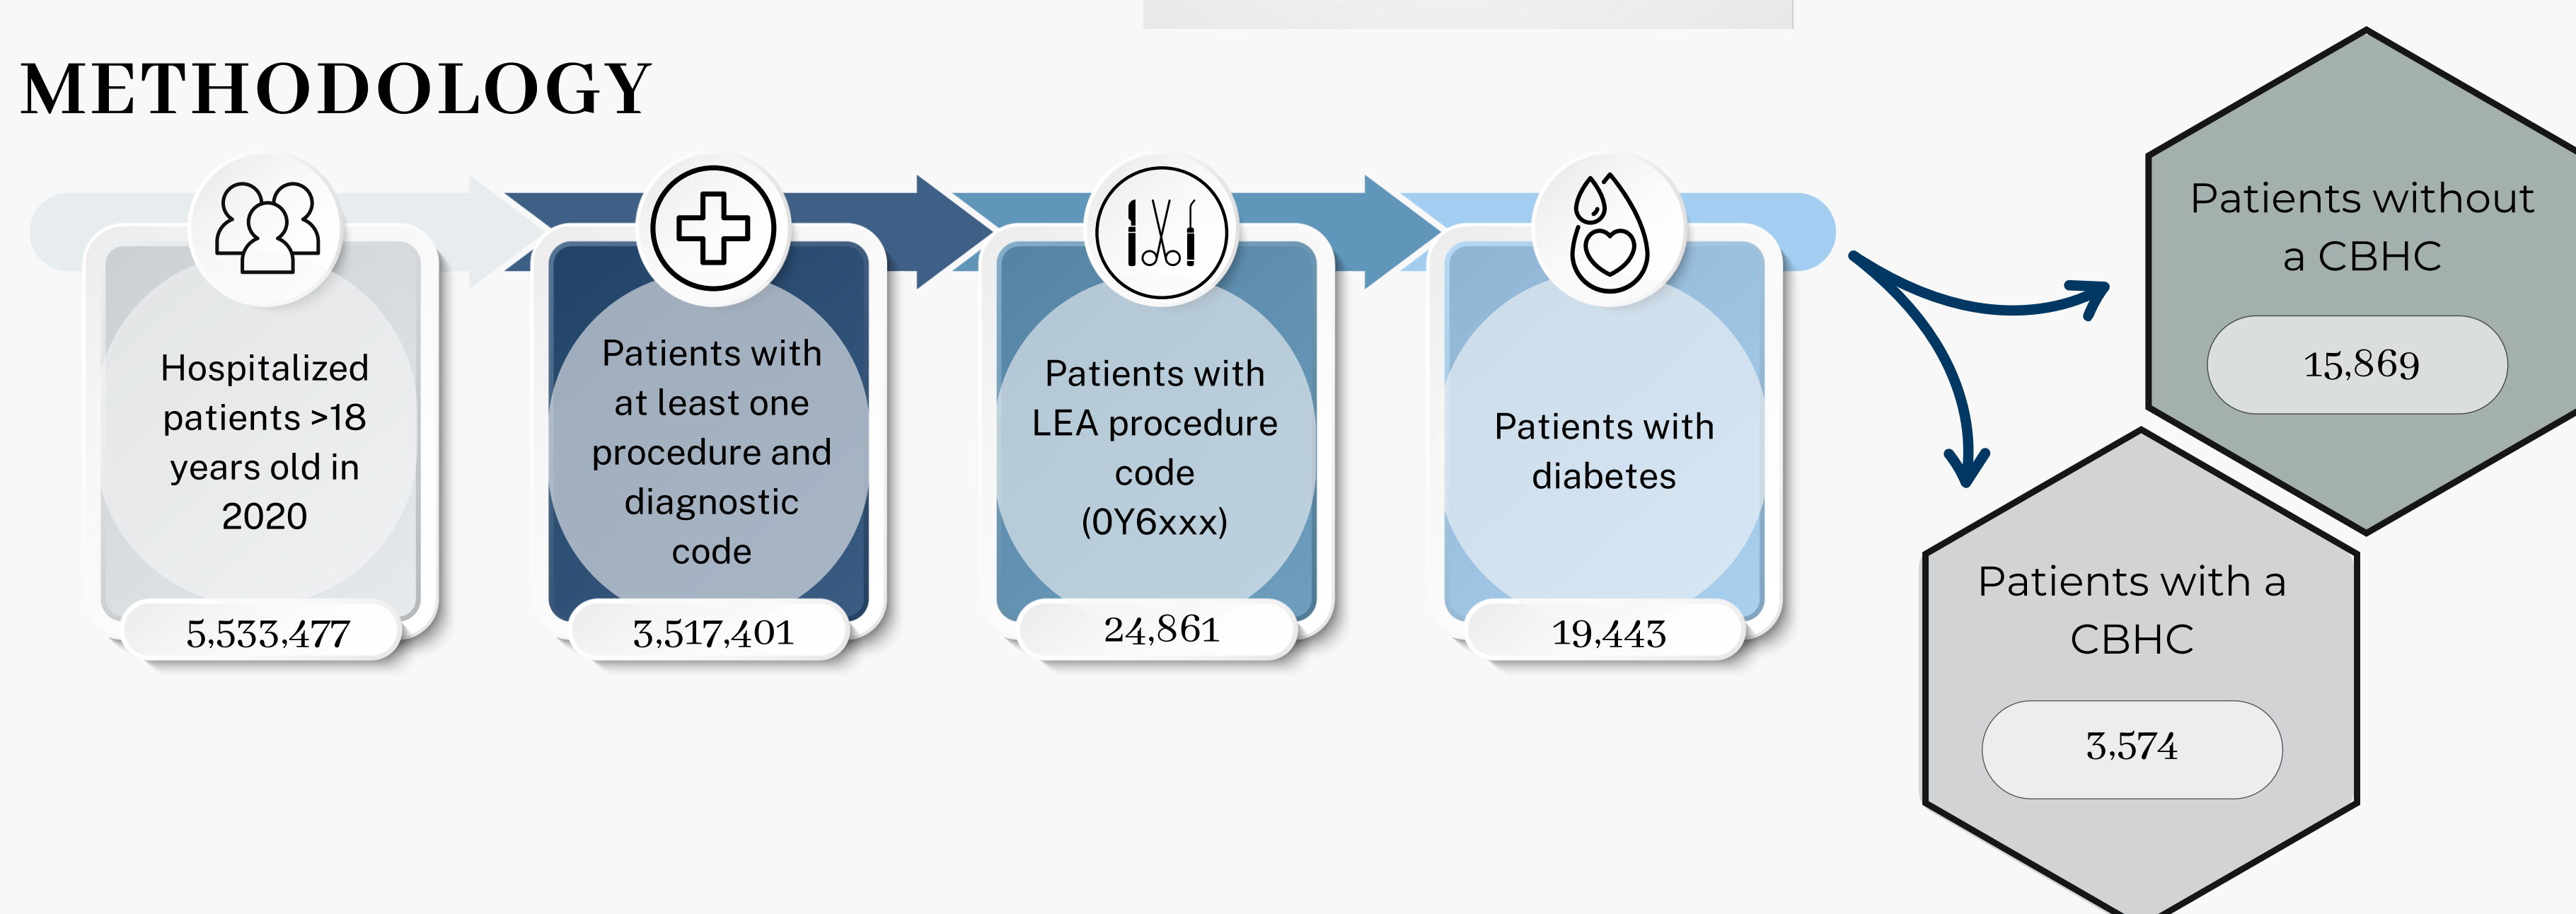 METHODOLOGY
Hospitalized
patients >18
years old in
2020
5,533,477
Patients with
at least one
procedure and
diagnostic
code
3,517,401
Patients with
LEA procedure
code
(0Y6xxx)
24,861
Patients with
diabetes
19,443
Patients without
a CBHC
15,869
Patients with a
CBHC
3,574